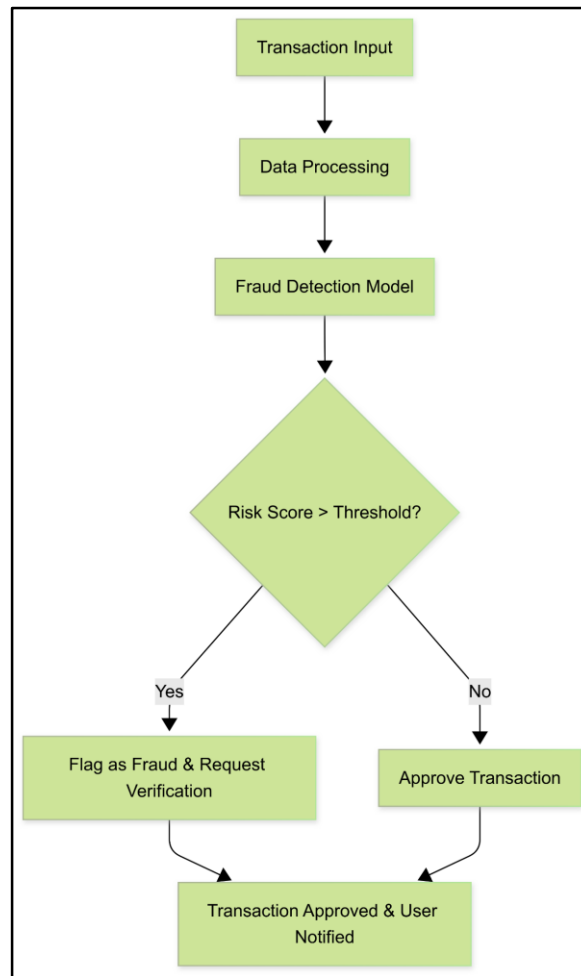 Transaction Input
Data Processing
Fraud Detection Model
Risk Score > Threshold?
Yes
No
Flag as Fraud & Request
Verification
Approve Transaction
Transaction Approved & User
Notified